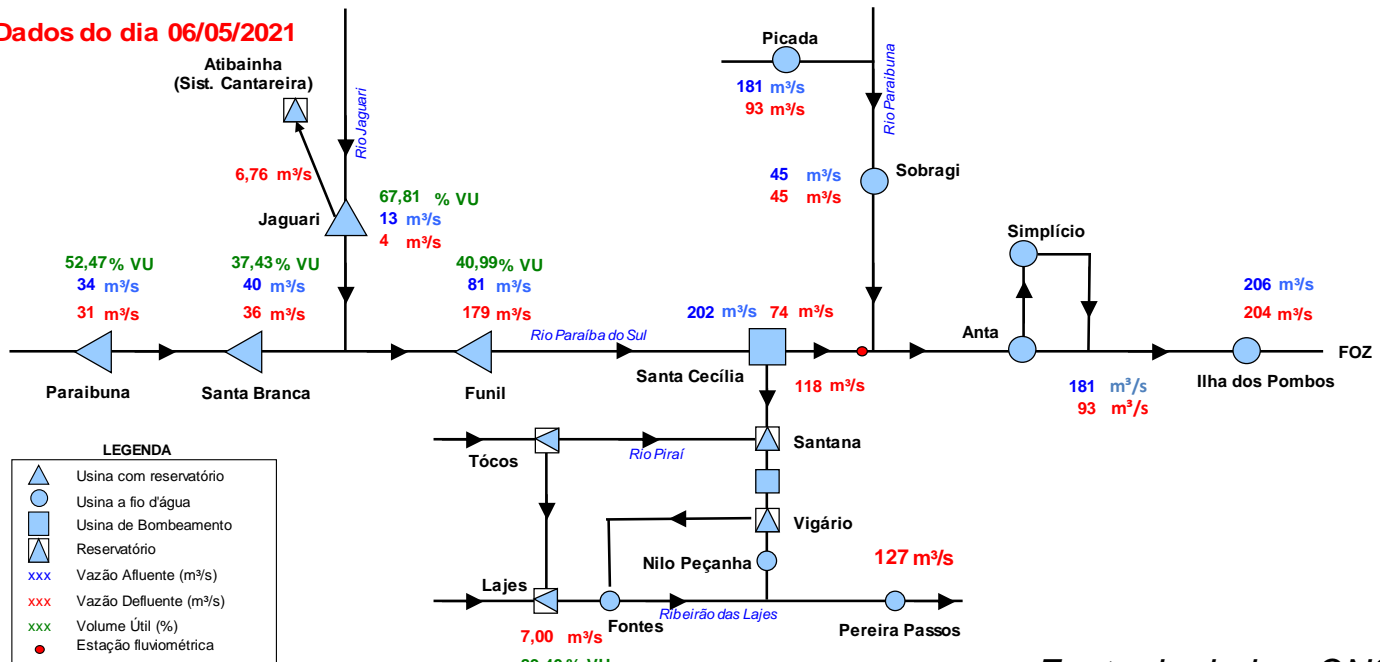 Dados do dia 06/05/2021
Atibainha
(Sist. Cantareira)
Rio Jaguari
6,76 m³/s
Jaguari
67,81 % VU
13 m³/s
4 m³/s
Picada
181 m³/s
93 m³/s
Rio Paraibuna
45 m³/s
45 m³/s
Sobragi
Simplício
52,47% VU
34 m³/s
31 m³/s
Paraibuna
37,43% VU
40 m³/s
36 m³/s
Santa Branca
40,99% VU
81 m³/s
179 m³/s
Funil
Rio Paraíba do Sul
202 m³/s 74 m³/s
Santa Cecília
118 m³/s
Anta
181 m³/s
93 m³/s
206 m³/s
204 m³/s
Ilha dos Pombos
FOZ
Tócos
Rio Piraí
Santana
Vigário
Nilo Peçanha
127 m³/s
Lajes
Fontes
Ribeirão das Lajes
Pereira Passos
7,00 m³/s
LEGENDA
Usina com reservatório
Usina a fio d'água
Usina de Bombeamento
Reservatório
xxx Vazão Afluente (m³/s)
xxx Vazão Defluente (m³/s)
xxx Volume Útil (%)
Estação fluviométrica